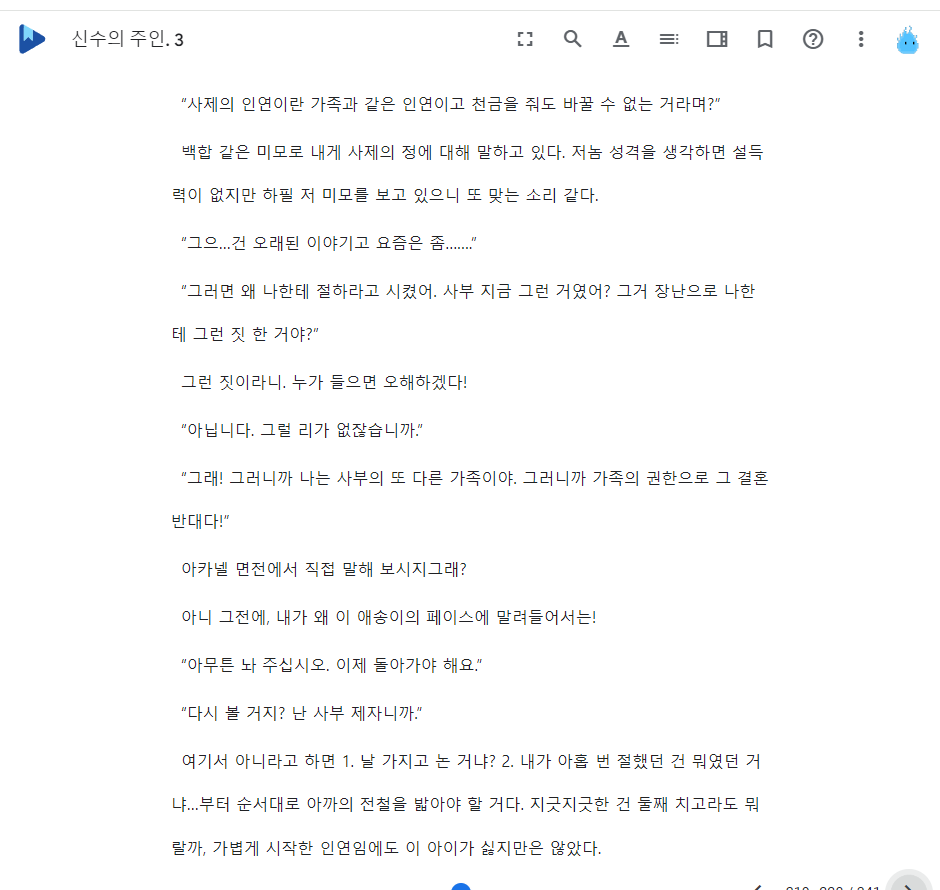 신수의 주인. 3
“사제의 인연이란 가족과 같은 인연이고 천금을 줘도 바꿀 수 없는 거라며?”
백합 같은 미모로 내게 사제의 정에 대해 말하고 있다. 저놈 성격을 생각하면 설득
력이 없지만 하필 저 미모를 보고 있으니 또 맞는 소리 같다.
“그으...건 오래된 이야기고 요즘은 좀.......”
“그러면 왜 나한테 절하라고 시켰어. 사부 지금 그런 거였어? 그거 장난으로 나한
테 그런 짓 한 거야?”
그런 짓이라니. 누가 들으면 오해하겠다!
“아닙니다. 그럴 리가 없잖습니까.”
“그래! 그러니까 나는 사부의 또 다른 가족이야. 그러니까 가족의 권한으로 그 결혼
반대다!”
아카넬 면전에서 직접 말해 보시지그래?
아니 그전에, 내가 왜 이 애송이의 페이스에 말려들어서는!
“아무튼 놔 주십시오. 이제 돌아가야 해요.”
“다시 볼 거지? 난 사부 제자니까.”
여기서 아니라고 하면 1. 날 가지고 논 거냐? 2. 내가 아홉 번 절했던 건 뭐였던 거
냐...부터 순서대로 아까의 전철을 밟아야 할 거다. 지긋지긋한 건 둘째 치고라도 뭐
랄까, 가볍게 시작한 인연임에도 이 아이가 싫지만은 않았다.